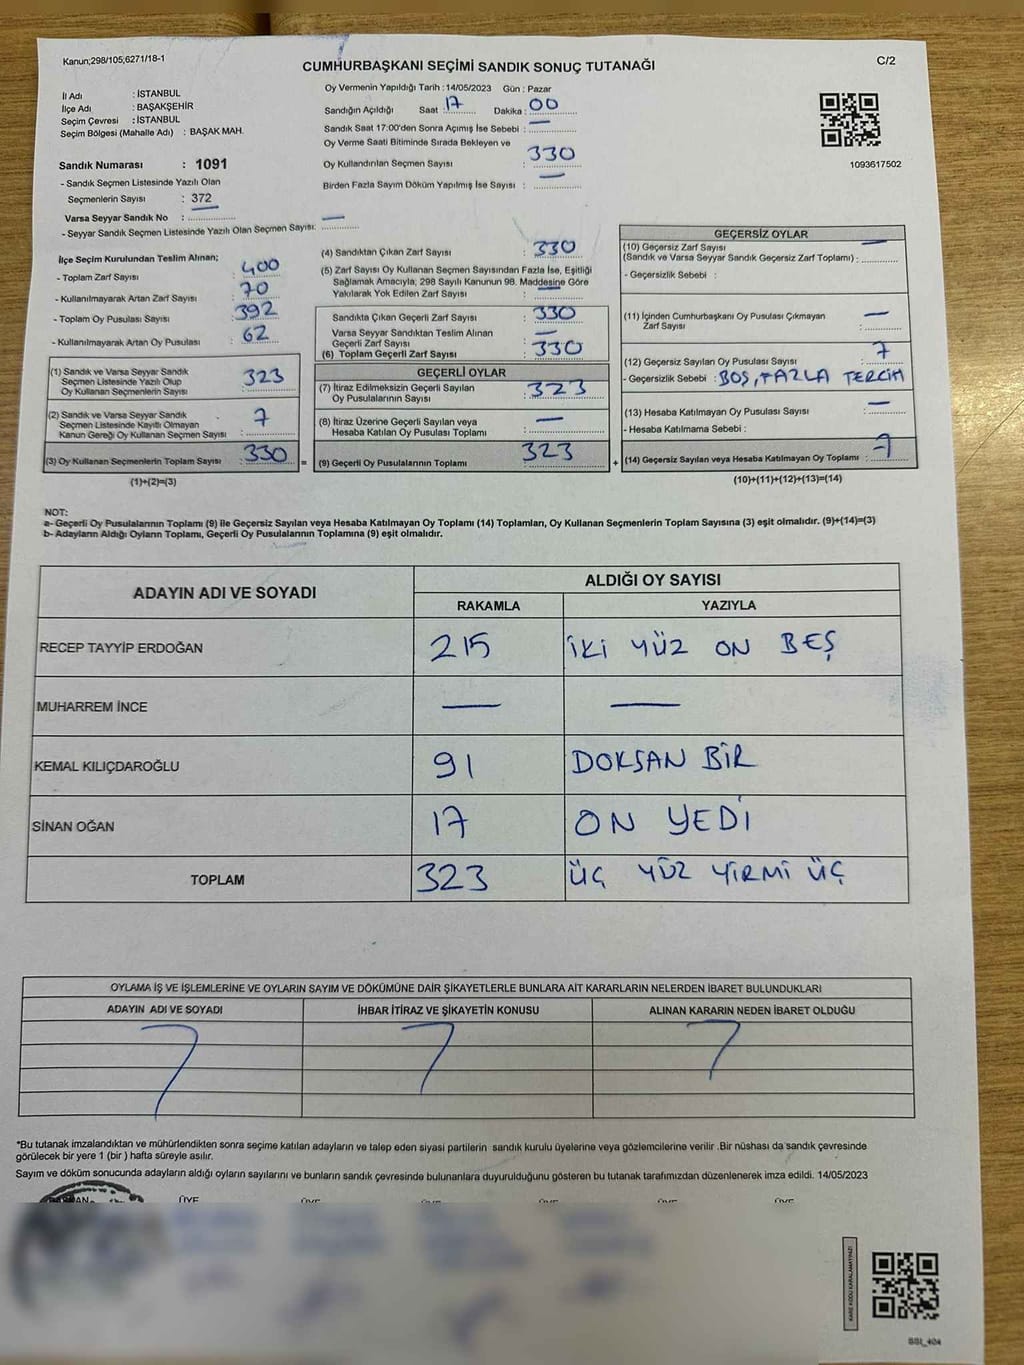 Kanun;298/105,6271/18-1
C/2
CUMHURBAŞKANI SEÇİMİ SANDIK SONUÇ TUTANAĞI
İl Adı : İSTANBUL
İlçe Adı : BAŞAKŞEHİR
Seçim Çevresi : İSTANBUL
Seçim Bölgesi (Mahalle Adı) : BAŞAK MAH.
Sandık Numarası : 1091
- Sandık Seçmen Listesinde Yazılı Olan
Seçmenlerin Sayısı : 372
Varsa Seyyar Sandık No : —
- Seyyar Sandık Seçmen Listesinde Yazılı Olan Seçmen Sayısı: —
Oy Vermenin Yapıldığı Tarih : 14/05/2023 Gün : Pazar
Sandığın Açıldığı Saat : 17 Dakika : 00
Sandık Saat 17:00'den Sonra Açımış İse Sebebi : —
Oy Verme Saati Bitiminde Sırada Bekleyen ve
Oy Kullandırılan Seçmen Sayısı : 330
Birden Fazla Sayım Döküm Yapılmış İse Sayısı : —
1093617502
İlçe Seçim Kurulundan Teslim Alınan;
- Toplam Zarf Sayısı : 400
- Kullanılmayarak Artan Zarf Sayısı : 70
- Toplam Oy Pusulası Sayısı : 392
- Kullanılmayarak Artan Oy Pusulası : 62
(1) Sandık ve Varsa Seyyar Sandık
Seçmen Listesinde Yazılı Olup
Oy Kullanan Seçmenlerin Sayısı : 323
(2) Sandık ve Varsa Seyyar Sandık
Seçmen Listesinde Kayıtlı Olmayan
Kanun Gereği Oy Kullanan Seçmen Sayısı : 7
(3) Oy Kullanan Seçmenlerin Toplam Sayısı : 330
(1)+(2)=(3)
(4) Sandıktan Çıkan Zarf Sayısı : 330
(5) Zarf Sayısı Oy Kullanan Seçmen Sayısından Fazla İse, Eşitliği
Sağlamak Amacıyla; 298 Sayılı Kanunun 98. Maddesine Göre
Yakılarak Yok Edilen Zarf Sayısı : —
Sandıkta Çıkan Geçerli Zarf Sayısı : 330
Varsa Seyyar Sandıktan Teslim Alınan
Geçerli Zarf Sayısı : —
(6) Toplam Geçerli Zarf Sayısı : 330
GEÇERLİ OYLAR
(7) İtiraz Edilmeksizin Geçerli Sayılan
Oy Pusulalarının Sayısı : 323
(8) İtiraz Üzerine Geçerli Sayılan veya
Hesaba Katılan Oy Pusulası Toplamı : —
(9) Geçerli Oy Pusulalarının Toplamı : 323
= +
GEÇERSİZ OYLAR
(10) Geçersiz Zarf Sayısı —
(Sandık ve Varsa Seyyar Sandık Geçersiz Zarf Toplamı) :
- Geçersizlik Sebebi :
(11) İçinden Cumhurbaşkanı Oy Pusulası Çıkmayan
Zarf Sayısı : —
(12) Geçersiz Sayılan Oy Pusulası Sayısı : 7
- Geçersizlik Sebebi : BOŞ, FAZLA TERCİH
(13) Hesaba Katılmayan Oy Pusulası Sayısı : —
- Hesaba Katılmama Sebebi :
(14) Geçersiz Sayılan veya Hesaba Katılmayan Oy Toplamı : 7
(10)+(11)+(12)+(13)=(14)
NOT:
a- Geçerli Oy Pusulalarının Toplamı (9) ile Geçersiz Sayılan veya Hesaba Katılmayan Oy Toplamı (14) Toplamları, Oy Kullanan Seçmenlerin Toplam Sayısına (3) eşit olmalıdır. (9)+(14)=(3)
b- Adayların Aldığı Oyların Toplamı, Geçerli Oy Pusulalarının Toplamına (9) eşit olmalıdır.
ADAYIN ADI VE SOYADI ALDIĞI OY SAYISI
RAKAMLA YAZIYLA
RECEP TAYYİP ERDOĞAN 215 İKİ YÜZ ON BEŞ
MUHARREM İNCE — —
KEMAL KILIÇDAROĞLU 91 DOKSAN BİR
SİNAN OĞAN 17 ON YEDİ
TOPLAM 323 ÜÇ YÜZ YİRMİ ÜÇ
OYLAMA İŞ VE İŞLEMLERİNE VE OYLARIN SAYIM VE DÖKÜMÜNE DAİR ŞİKAYETLERLE BUNLARA AİT KARARLARIN NELERDEN İBARET BULUNDUKLARI
ADAYIN ADI VE SOYADI İHBAR İTİRAZ VE ŞİKAYETİN KONUSU ALINAN KARARIN NEDEN İBARET OLDUĞU
*Bu tutanak imzalandıktan ve mühürlendikten sonra seçime katılan adayların ve talep eden siyasi partilerin sandık kurulu üyelerine veya gözlemcilerine verilir .Bir nüshası da sandık çevresinde
görülecek bir yere 1 (bir ) hafta süreyle asılır.
Sayım ve döküm sonucunda adayların aldığı oyların sayılarını ve bunların sandık çevresinde bulunanlara duyurulduğunu gösteren bu tutanak tarafımızdan düzenlenerek imza edildi. 14/05/2023
ÜYE ÜYE ÜYE ÜYE ÜYE ÜYE
KARE KODU KARALAMAYINIZ!